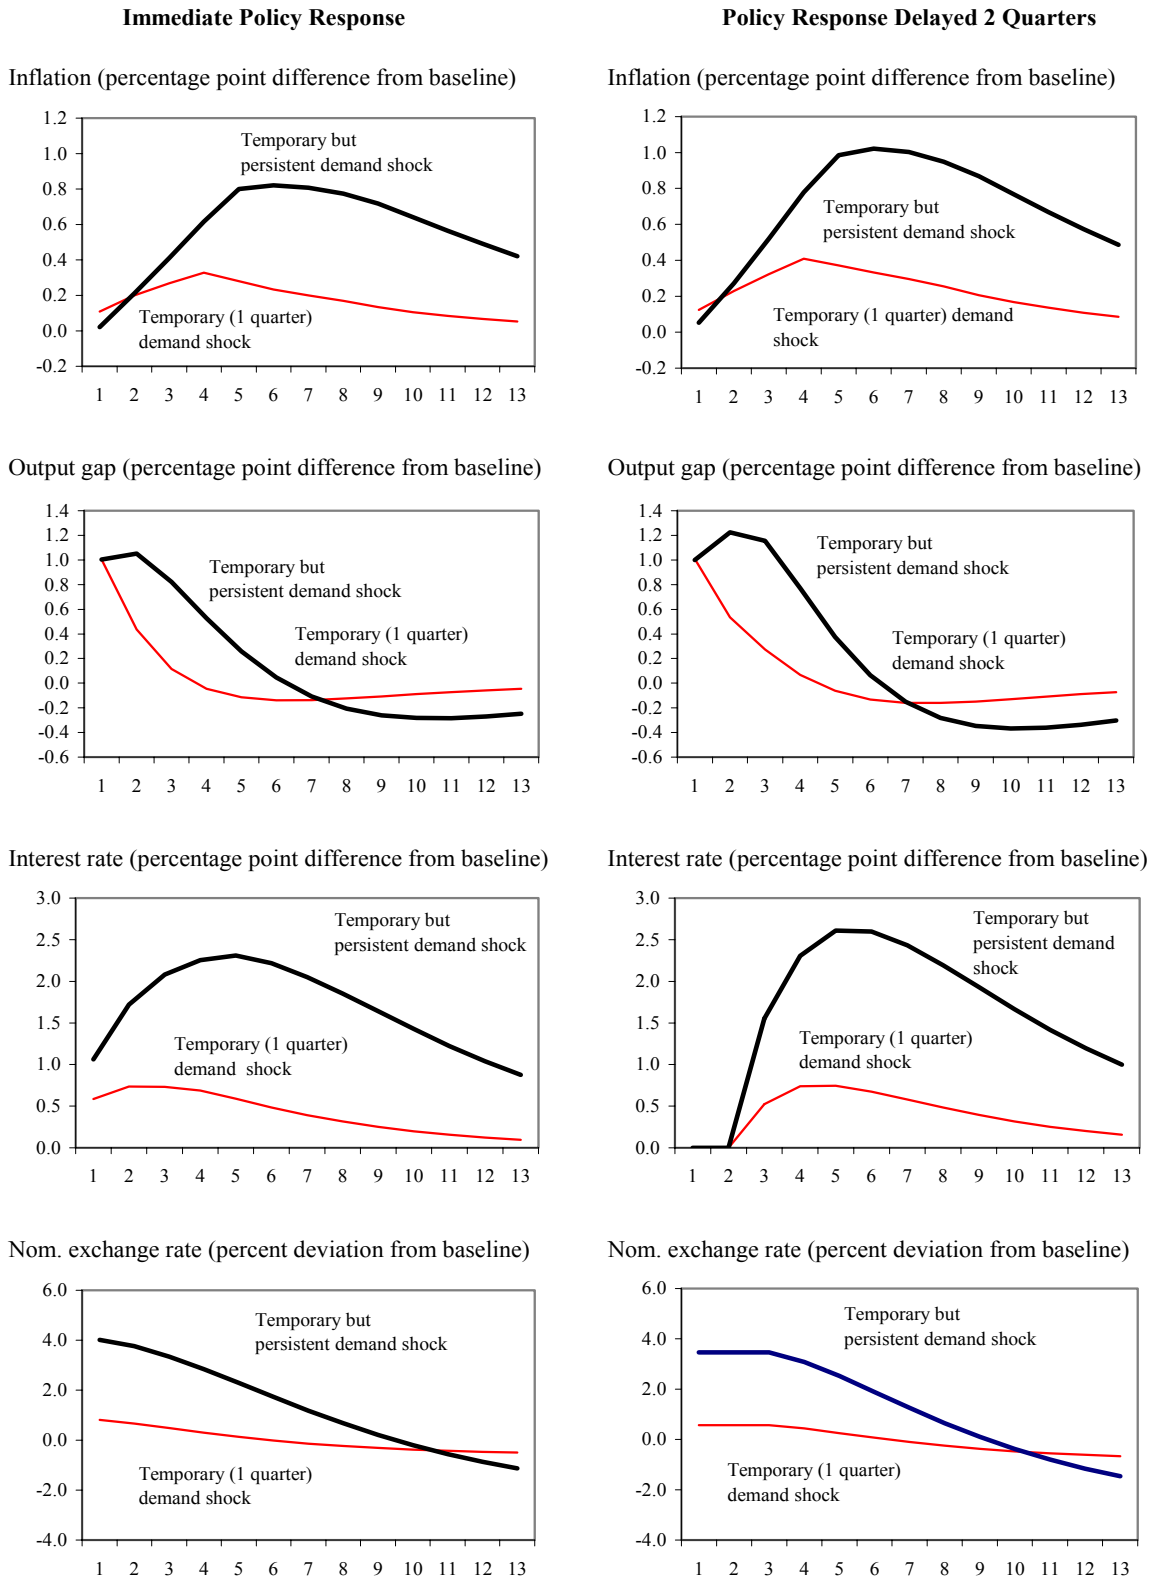 Immediate Policy Response
Policy Response Delayed 2 Quarters
Inflation (percentage point difference from baseline)
1.2
1.0
0.8
0.6
0.4
0.2
0.0
-0.2
Temporary but
persistent demand shock
Temporary (1 quarter)
demand shock
1 2 3 4 5 6 7 8 9 10 11 12 13
Inflation (percentage point difference from baseline)
1.2
1.0
0.8
0.6
0.4
0.2
0.0
-0.2
Temporary but
persistent demand shock
Temporary (1 quarter) demand
shock
1 2 3 4 5 6 7 8 9 10 11 12 13
Output gap (percentage point difference from baseline)
1.4
1.2
1.0
0.8
0.6
0.4
0.2
0.0
-0.2
-0.4
-0.6
Temporary but
persistent demand shock
Temporary (1 quarter)
demand shock
1 2 3 4 5 6 7 8 9 10 11 12 13
Output gap (percentage point difference from baseline)
1.4
1.2
1.0
0.8
0.6
0.4
0.2
0.0
-0.2
-0.4
-0.6
Temporary but
persistent demand shock
Temporary (1 quarter)
demand shock
1 2 3 4 5 6 7 8 9 10 11 12 13
Interest rate (percentage point difference from baseline)
3.0
2.5
2.0
1.5
1.0
0.5
0.0
Temporary but
persistent demand shock
Temporary (1 quarter)
demand shock
1 2 3 4 5 6 7 8 9 10 11 12 13
Interest rate (percentage point difference from baseline)
3.0
2.5
2.0
1.5
1.0
0.5
0.0
Temporary but
persistent demand
shock
Temporary (1 quarter)
demand shock
1 2 3 4 5 6 7 8 9 10 11 12 13
Nom. exchange rate (percent deviation from baseline)
6.0
4.0
2.0
0.0
-2.0
-4.0
Temporary but
persistent demand shock
Temporary (1 quarter)
demand shock
1 2 3 4 5 6 7 8 9 10 11 12 13
Nom. exchange rate (percent deviation from baseline)
6.0
4.0
2.0
0.0
-2.0
-4.0
Temporary but
persistent demand shock
Temporary (1 quarter)
demand shock
1 2 3 4 5 6 7 8 9 10 11 12 13